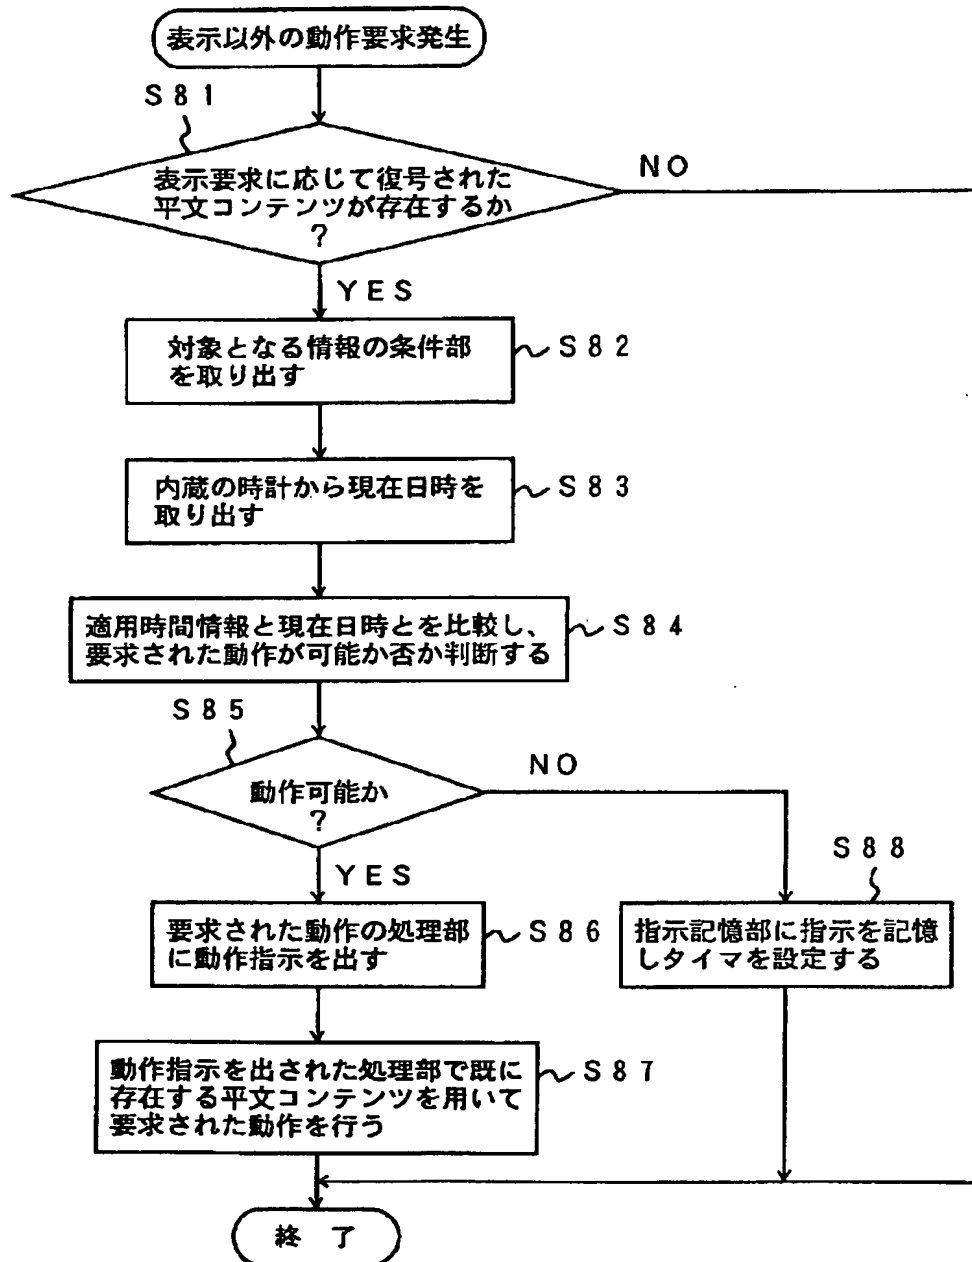 表示以外の動作要求発生
S81
表示要求に応じて復号された
平文コンテンツが存在するか
?
NO
YES
対象となる情報の条件部
を取り出す
S82
内蔵の時計から現在日時を
取り出す
S83
適用時間情報と現在日時とを比較し、
要求された動作が可能か否か判断する
S84
S85
動作可能か
?
NO
YES
S88
要求された動作の処理部
に動作指示を出す
S86
指示記憶部に指示を記憶
しタイマを設定する
動作指示を出された処理部で既に
存在する平文コンテンツを用いて
要求された動作を行う
S87
終 了